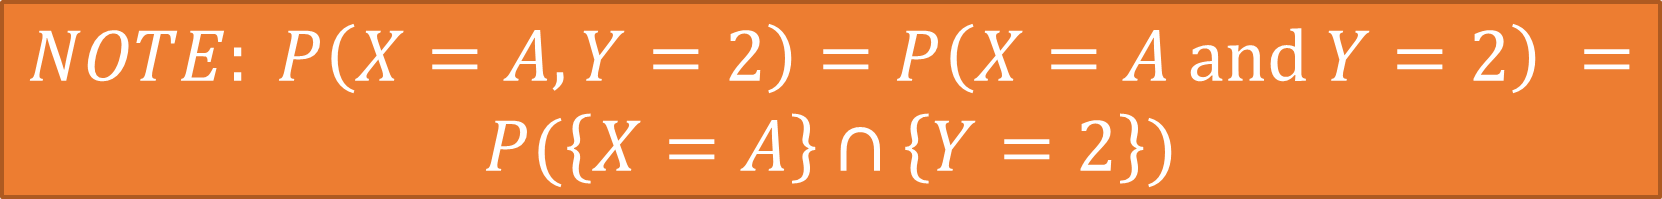 NOTE: P(X = A, Y = 2) = P(X = A and Y = 2) =
P({X = A} ∩ {Y = 2})